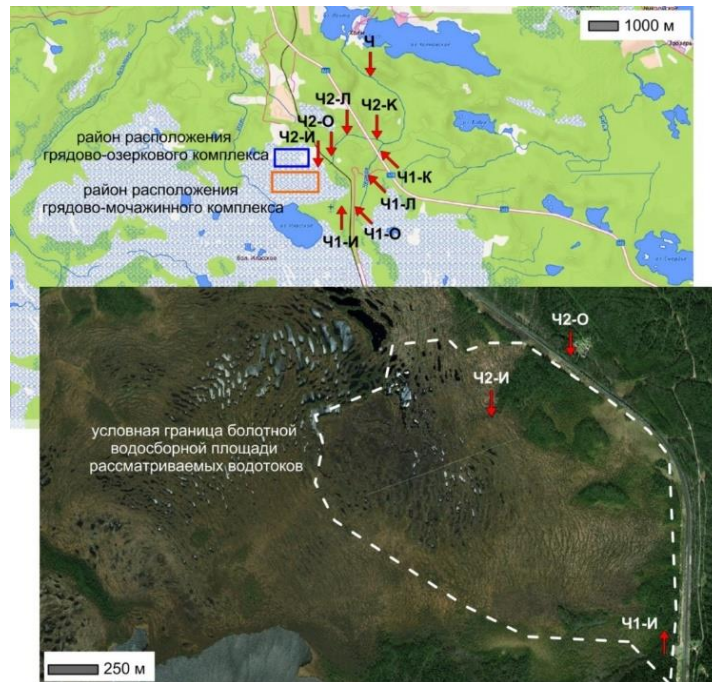 1000 м
Ч
Ч2-Л
Ч2-К
Ч2-О
Ч2-И
район расположения
грядово-озеркового комплекса
Ч1-К
район расположения
грядово-мочажинного комплекса
Ч1-Л
Ч1-О
Ч1-И
Ч2-О
Ч2-И
условная граница болотной
водосборной площади
рассматриваемых водотоков
Ч1-И
250 м